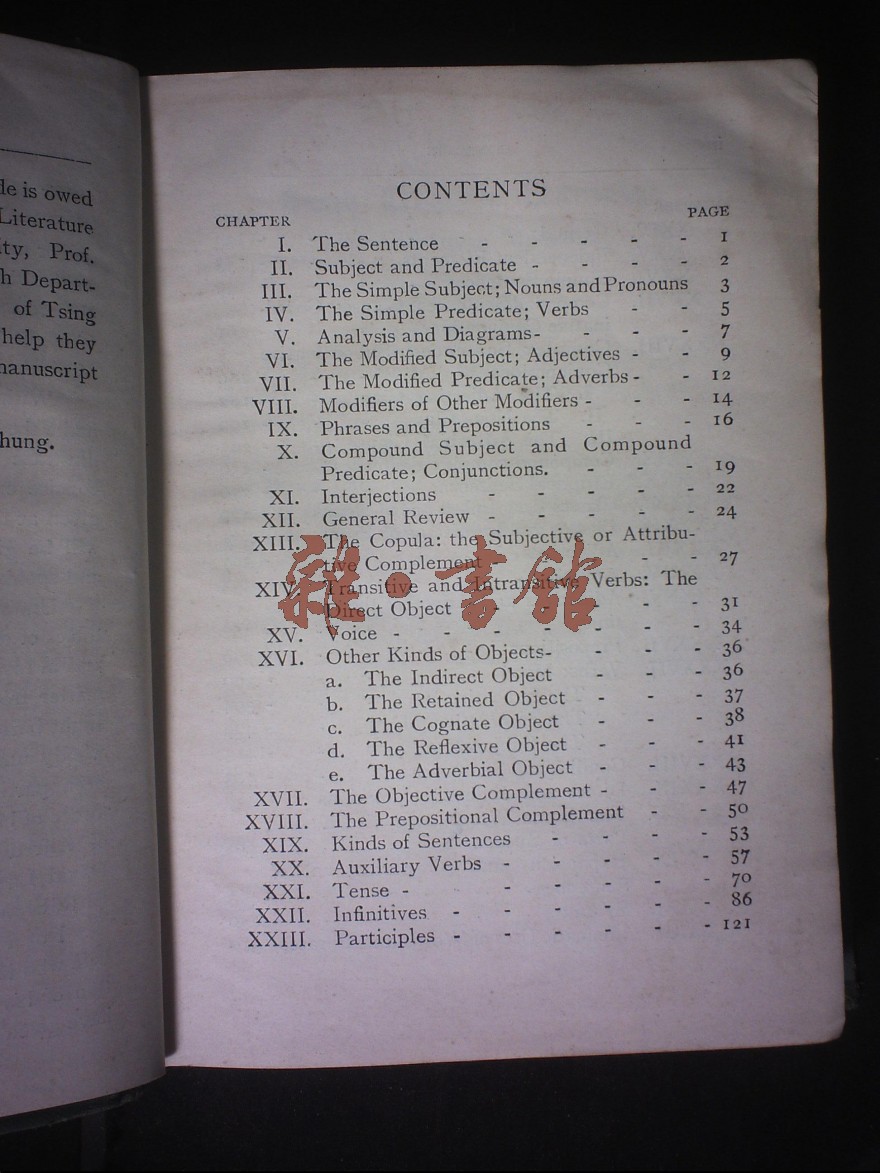 de is owed
Literature
ity, Prof.
h Depart-
of Tsing
help they
manuscript
hung.
CONTENTS
CHAPTER PAGE
I. The Sentence - - - - - 1
II. Subject and Predicate - - - - 2
III. The Simple Subject; Nouns and Pronouns 3
IV. The Simple Predicate; Verbs - - 5
V. Analysis and Diagrams- - - - 7
VI. The Modified Subject; Adjectives - - 9
VII. The Modified Predicate; Adverbs - - 12
VIII. Modifiers of Other Modifiers - - - 14
IX. Phrases and Prepositions - - - 16
X. Compound Subject and Compound
Predicate; Conjunctions. - - - 19
XI. Interjections - - - - - 22
XII. General Review - - - - - 24
XIII. The Copula: the Subjective or Attribu-
tive Complement - - - 27
XIV. Transitive and Intransitive Verbs: The
Direct Object - - - - - 31
XV. Voice - - - - - - - 34
XVI. Other Kinds of Objects- - - - 36
a. The Indirect Object - - - 36
b. The Retained Object - - - 37
c. The Cognate Object - - - 38
d. The Reflexive Object - - - 41
e. The Adverbial Object - - - 43
XVII. The Objective Complement - - - 47
XVIII. The Prepositional Complement - - 50
XIX. Kinds of Sentences - - - - 53
XX. Auxiliary Verbs - - - - - 57
XXI. Tense - - - - - - 70
XXII. Infinitives - - - - - - 86
XXIII. Participles - - - - - - 121
雜·書館